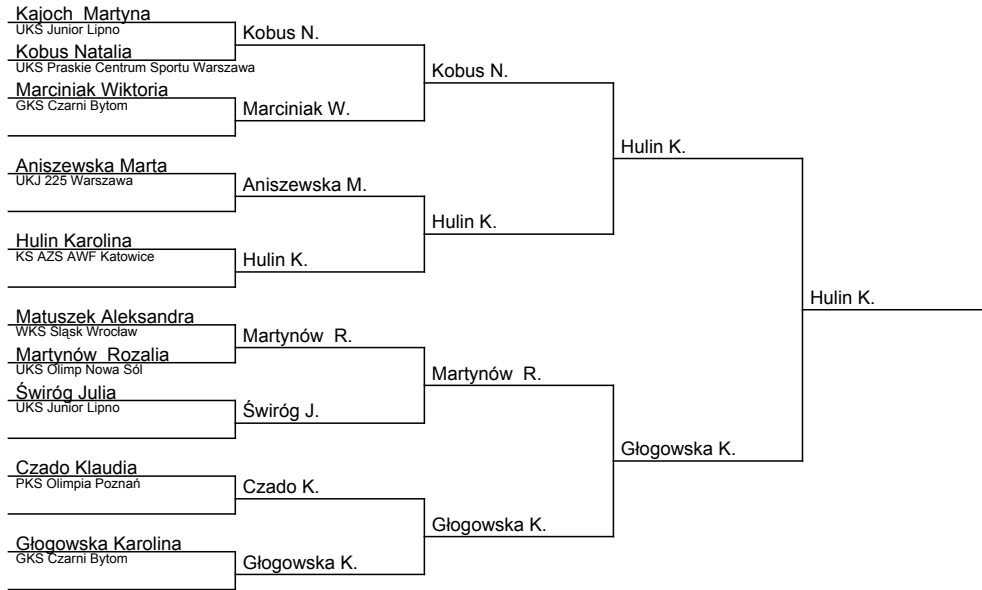 Kajoch  Martyna
UKS Junior Lipno
Kobus Natalia
UKS Praskie Centrum Sportu Warszawa
Marciniak Wiktoria
GKS Czarni Bytom
Aniszewska Marta
UKJ 225 Warszawa
Hulin Karolina
KS AZS AWF Katowice
Matuszek Aleksandra
WKS Śląsk Wrocław
Martynów  Rozalia
UKS Olimp Nowa Sól
Świróg Julia
UKS Junior Lipno
Czado Klaudia
PKS Olimpia Poznań
Głogowska Karolina
GKS Czarni Bytom
Kobus N.
Marciniak W.
Aniszewska M.
Hulin K.
Martynów  R.
Świróg J.
Czado K.
Głogowska K.
Kobus N.
Hulin K.
Martynów  R.
Głogowska K.
Hulin K.
Głogowska K.
Hulin K.